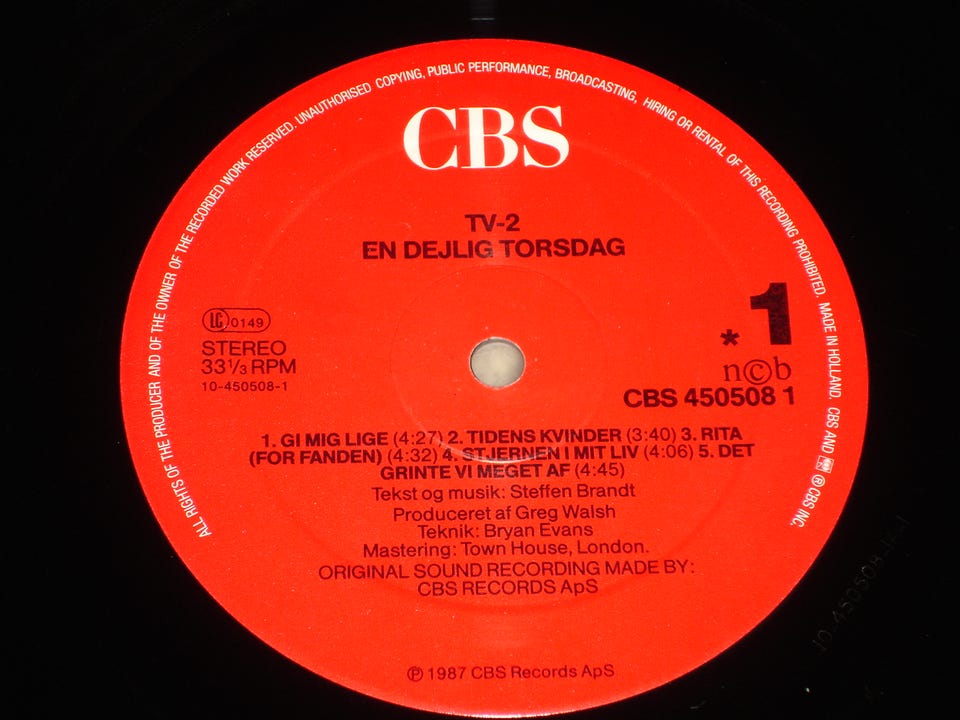 ALL RIGHTS OF THE PRODUCER AND OF THE OWNER OF THE RECORDED WORK RESERVED. UNAUTHORISED COPYING, PUBLIC PERFORMANCE, BROADCASTING, HIRING OR RENTAL OF THIS RECORDING PROHIBITED. MADE IN HOLLAND. CBS AND ℗ CBS INC.
CBS
TV-2
EN DEJLIG TORSDAG
LC 0149
STEREO
33⅓ RPM
10-450508-1
* 1
n©b
CBS 450508 1
1. GI MIG LIGE (4:27) 2. TIDENS KVINDER (3:40) 3. RITA
(FOR FANDEN) (4:32) 4. STJERNEN I MIT LIV (4:06) 5. DET
GRINTE VI MEGET AF (4:45)
Tekst og musik: Steffen Brandt
Produceret af Greg Walsh
Teknik: Bryan Evans
Mastering: Town House, London.
ORIGINAL SOUND RECORDING MADE BY:
CBS RECORDS ApS
℗ 1987 CBS Records ApS